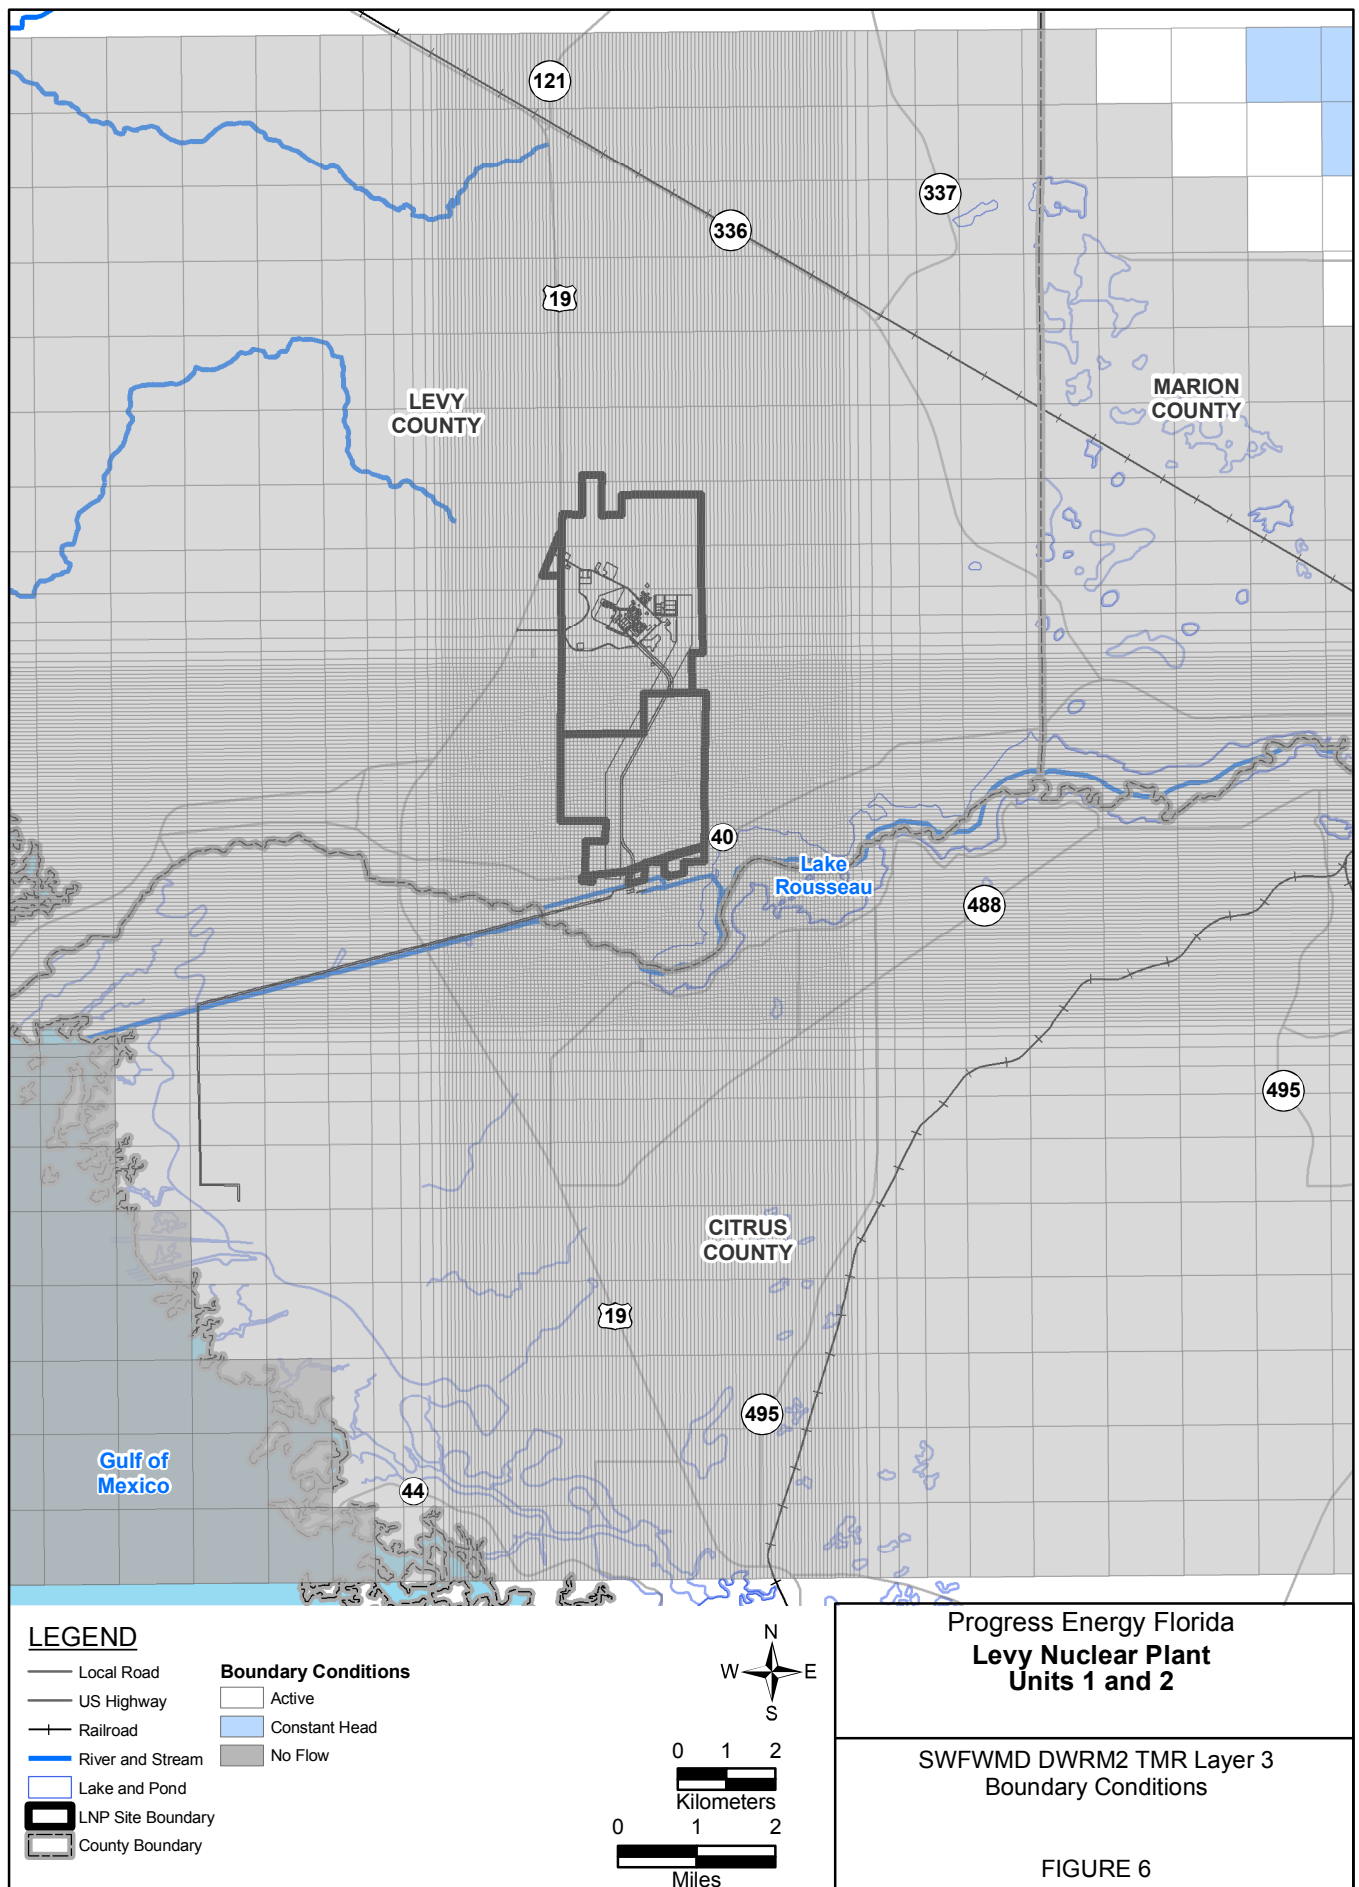 121
337
336
19
LEVY
COUNTY
MARION
COUNTY
40
Lake
Rousseau
488
495
CITRUS
COUNTY
19
495
Gulf of
Mexico
44
LEGEND
Local Road
US Highway
Railroad
River and Stream
Lake and Pond
LNP Site Boundary
County Boundary
Boundary Conditions
Active
Constant Head
No Flow
N
W E
S
0 1 2
Kilometers
0 1 2
Miles
Progress Energy Florida
Levy Nuclear Plant
Units 1 and 2
SWFWMD DWRM2 TMR Layer 3
Boundary Conditions
FIGURE 6